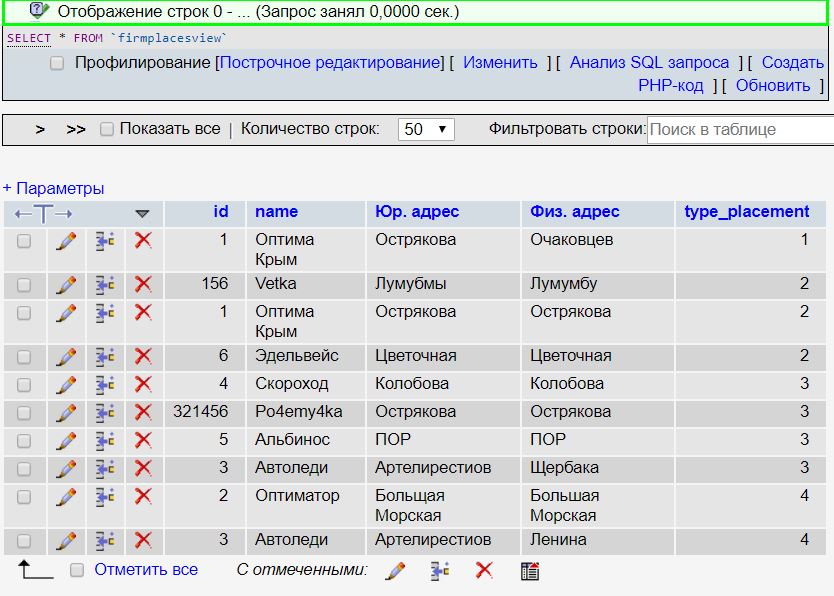 Отображение строк 0 - ... (Запрос занял 0,0000 сек.)
SELECT * FROM `firmplacesview`
Профилирование [Построчное редактирование] [ Изменить ] [ Анализ SQL запроса ] [ Создать
PHP-код ] [ Обновить ]
> >> Показать все | Количество строк: 50 Фильтровать строки: Поиск в таблице
+ Параметры
←T→ id name Юр. адрес Физ. адрес type_placement
1 Оптима Острякова Очаковцев 1
Крым
156 Vetka Лумубмы Лумумбу 2
1 Оптима Острякова Острякова 2
Крым
6 Эдельвейс Цветочная Цветочная 2
4 Скороход Колобова Колобова 3
321456 Po4emy4ka Острякова Острякова 3
5 Альбинос ПОР ПОР 3
3 Автоледи Артелирестиов Щербака 3
2 Оптиматор Больщая Большая 4
Морская Морская
3 Автоледи Артелирестиов Ленина 4
Отметить все С отмеченными: